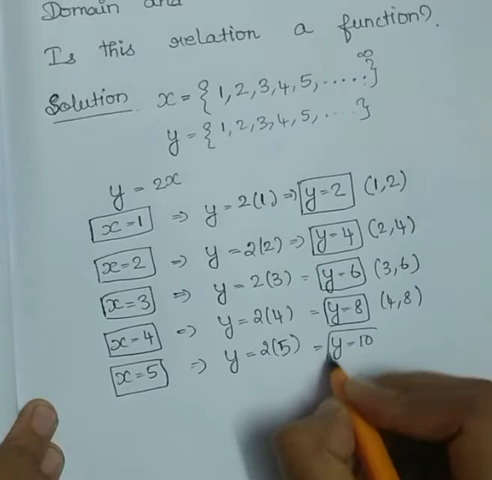 Domain and
Is this relation a function?.
Solution x = { 1, 2, 3, 4, 5, ..... ∞}
y = { 1, 2, 3, 4, 5, .... }
y = 2x
x=1 ⇒ y = 2(1) ⇒ y=2 (1,2)
x=2 ⇒ y = 2(2) ⇒ y=4 (2,4)
x=3 ⇒ y = 2(3) = y=6 (3,6)
x=4 ⇒ y = 2(4) = y=8 (4,8)
x=5 ⇒ y = 2(5) = y=10